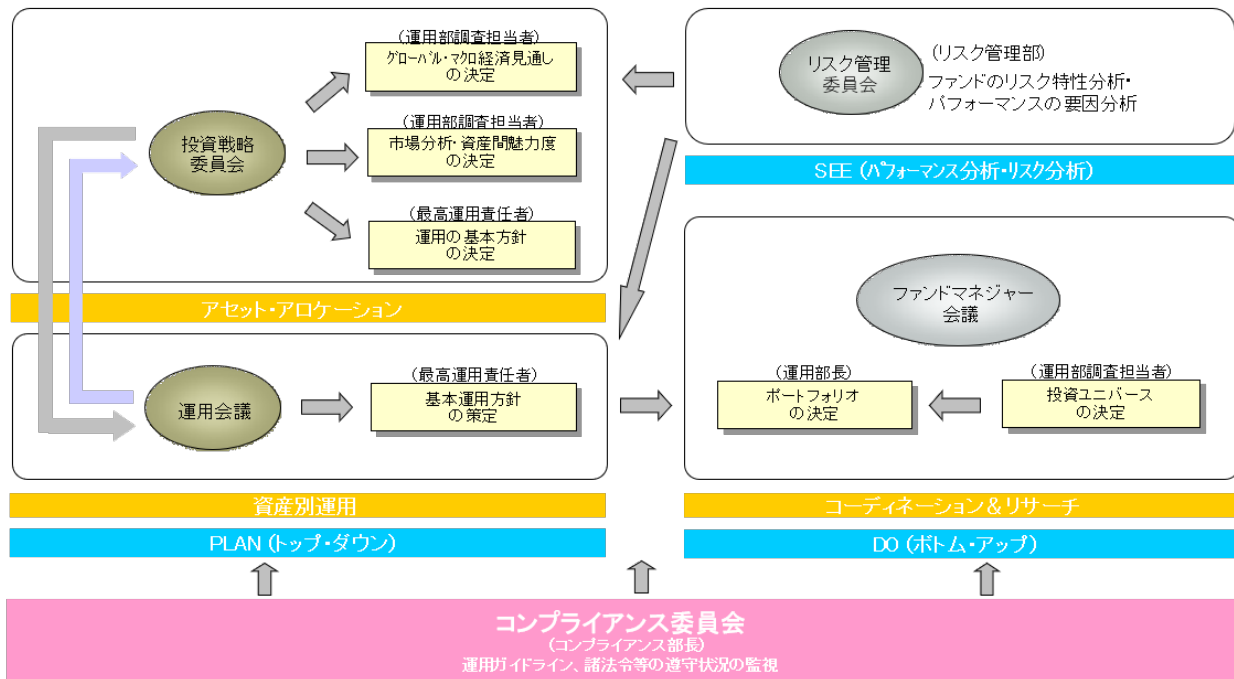 (運用部調査担当者)
グローバル・マクロ経済見通し
の決定
投資戦略
委員会
(運用部調査担当者)
市場分析・資産間魅力度
の決定
(最高運用責任者)
運用の基本方針
の決定
アセット・アロケーション
運用会議
(最高運用責任者)
基本運用方針
の策定
資産別運用
PLAN (トップ・ダウン)
リスク管理
委員会
(リスク管理部)
ファンドのリスク特性分析・
パフォーマンスの要因分析
SEE (パフォーマンス分析・リスク分析)
ファンドマネジャー
会議
(運用部長)
ポートフォリオ
の決定
(運用部調査担当者)
投資ユニバース
の決定
コーディネーション&リサーチ
DO (ボトム・アップ)
コンプライアンス委員会
(コンプライアンス部長)
運用ガイドライン、諸法令等の遵守状況の監視